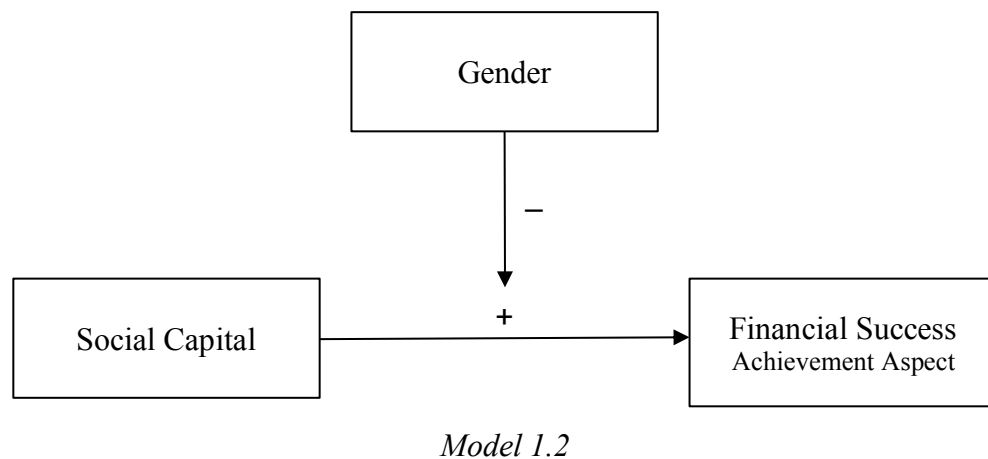 Gender
–
+
Social Capital
Financial Success
Achievement Aspect
Model 1.2